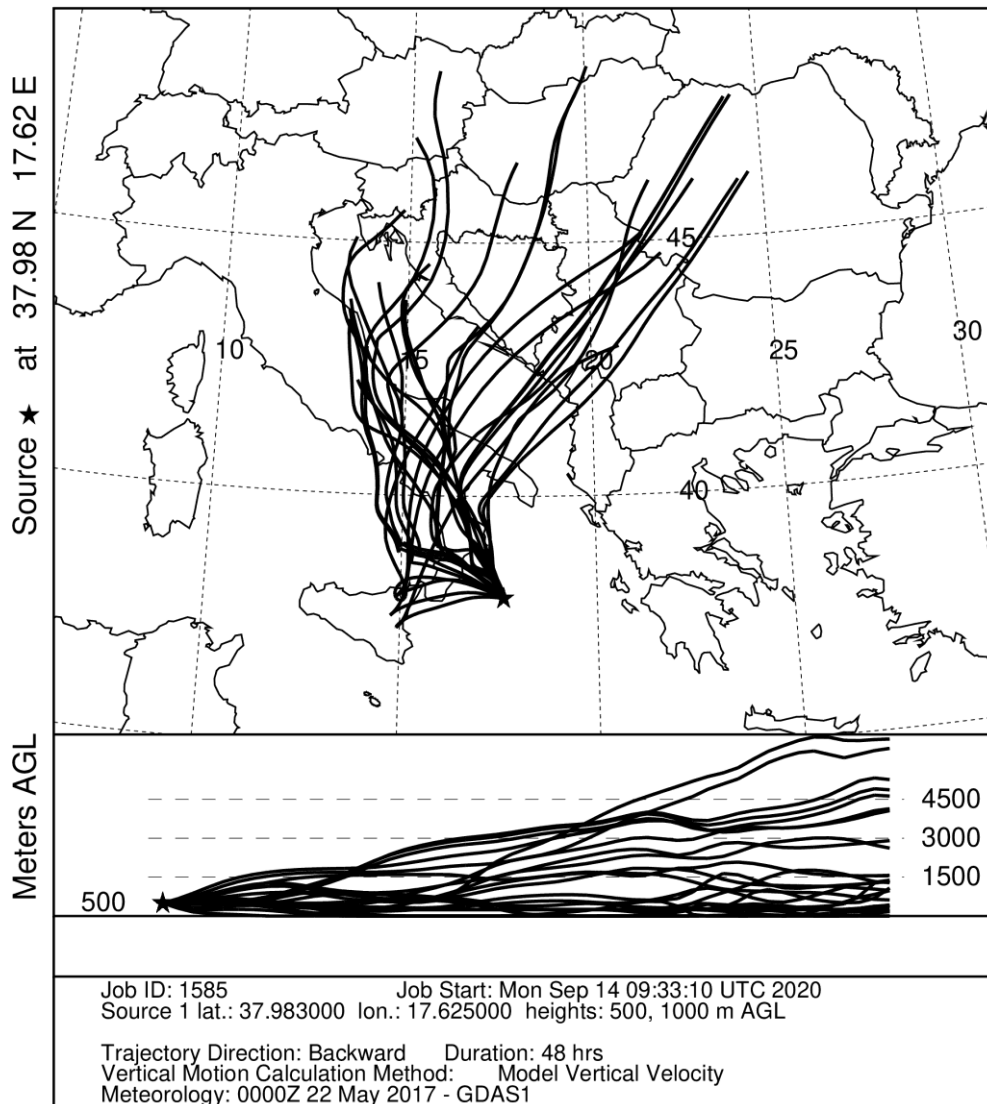 Source ★ at 37.98 N 17.62 E
45
30
10
15
20
25
40
Meters AGL
4500
3000
1500
500
Job ID: 1585 Job Start: Mon Sep 14 09:33:10 UTC 2020
Source 1 lat.: 37.983000 lon.: 17.625000 heights: 500, 1000 m AGL
Trajectory Direction: Backward Duration: 48 hrs
Vertical Motion Calculation Method: Model Vertical Velocity
Meteorology: 0000Z 22 May 2017 - GDAS1